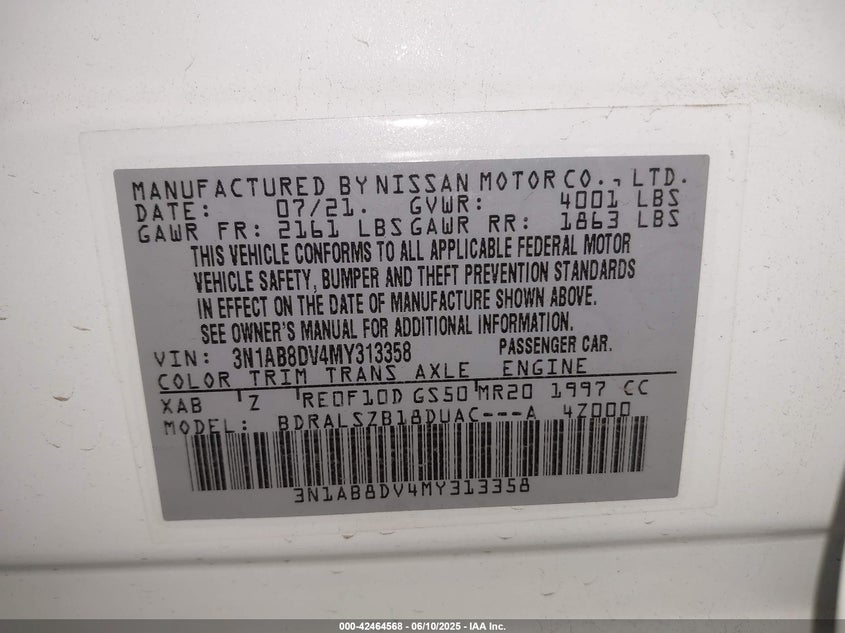 MANUFACTURED BY NISSAN MOTOR CO., LTD.
DATE: 07/21. GVWR: 4001 LBS
GAWR FR: 2161 LBS GAWR RR: 1863 LBS
THIS VEHICLE CONFORMS TO ALL APPLICABLE FEDERAL MOTOR
VEHICLE SAFETY, BUMPER AND THEFT PREVENTION STANDARDS
IN EFFECT ON THE DATE OF MANUFACTURE SHOWN ABOVE.
SEE OWNER'S MANUAL FOR ADDITIONAL INFORMATION.
VIN: 3N1AB8DV4MY313358 PASSENGER CAR.
COLOR TRIM TRANS AXLE ENGINE
XAB Z RE0F10D GS50 MR20 1997 CC
MODEL: BDRALSZB18DUAC---A 4Z000
3N1AB8DV4MY313358
000-42464568 | 06/10/2025 - IAA Inc.